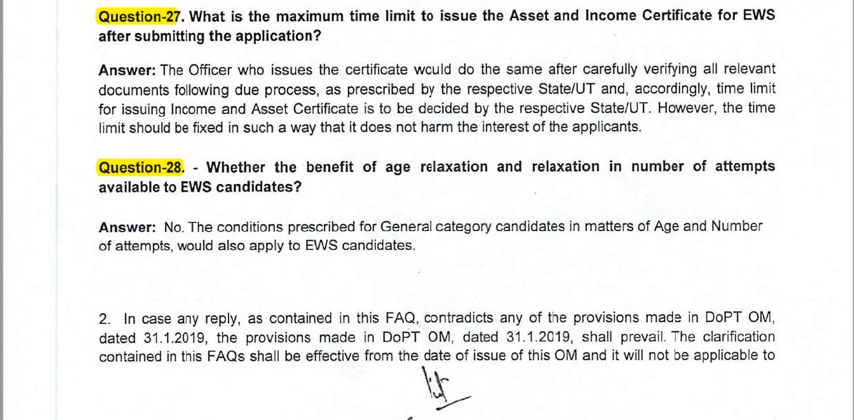 Question-27. What is the maximum time limit to issue the Asset and Income Certificate for EWS
after submitting the application?
Answer: The Officer who issues the certificate would do the same after carefully verifying all relevant
documents following due process, as prescribed by the respective State/UT and, accordingly, time limit
for issuing Income and Asset Certificate is to be decided by the respective State/UT. However, the time
limit should be fixed in such a way that it does not harm the interest of the applicants.
Question-28. - Whether the benefit of age relaxation and relaxation in number of attempts
available to EWS candidates?
Answer: No. The conditions prescribed for General category candidates in matters of Age and Number
of attempts, would also apply to EWS candidates.
2. In case any reply, as contained in this FAQ, contradicts any of the provisions made in DoPT OM,
dated 31.1.2019, the provisions made in DoPT OM, dated 31.1.2019, shall prevail. The clarification
contained in this FAQs shall be effective from the date of issue of this OM and it will not be applicable to